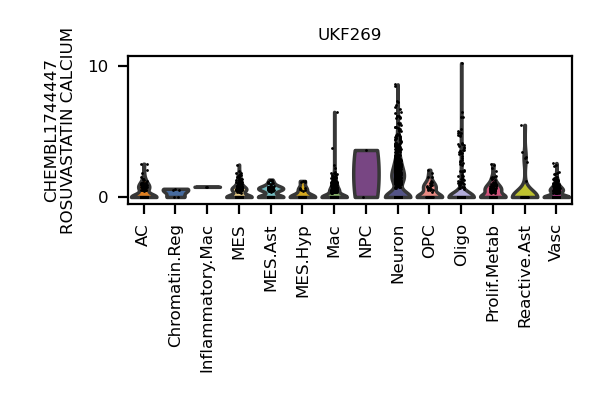 UKF269
CHEMBL1744447
ROSUVASTATIN CALCIUM
10
0
AC
Chromatin.Reg
Inflammatory.Mac
MES
MES.Ast
MES.Hyp
Mac
NPC
Neuron
OPC
Oligo
Prolif.Metab
Reactive.Ast
Vasc